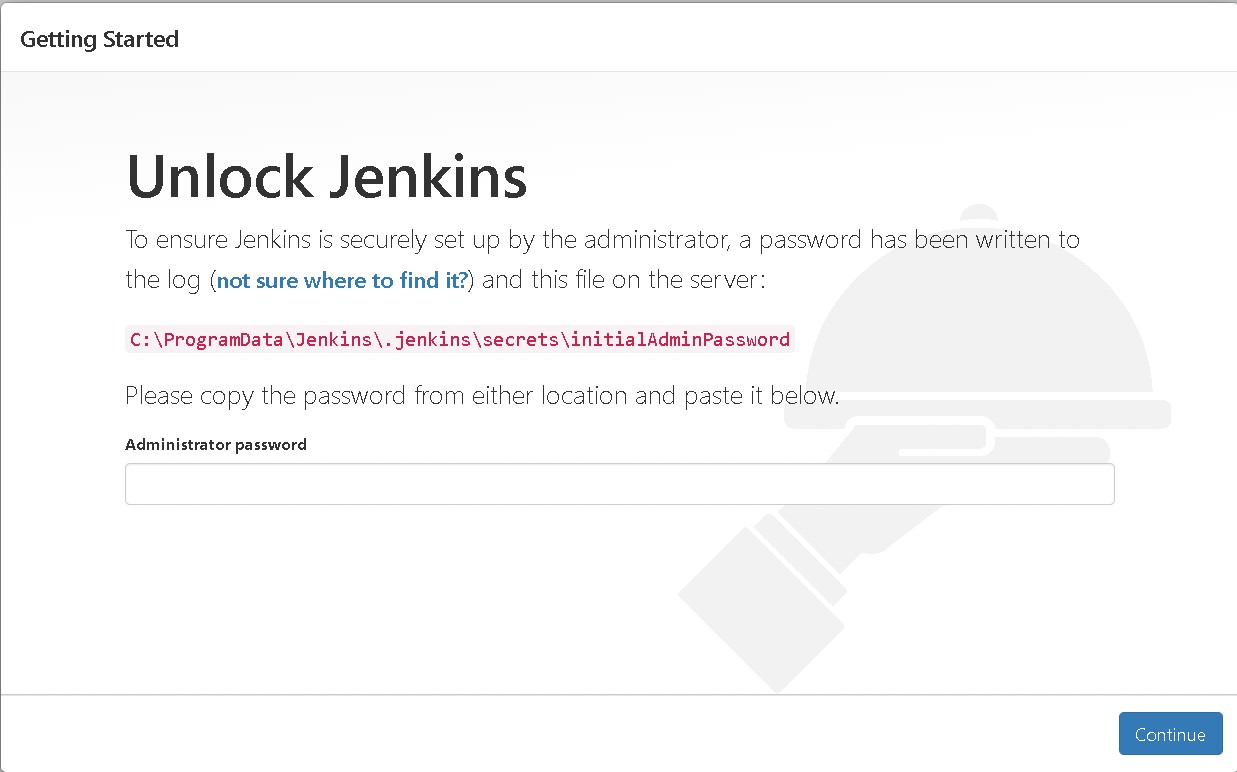 Getting Started
Unlock Jenkins
To ensure Jenkins is securely set up by the administrator, a password has been written to
the log (not sure where to find it?) and this file on the server:
C:\ProgramData\Jenkins\.jenkins\secrets\initialAdminPassword
Please copy the password from either location and paste it below.
Administrator password
Continue